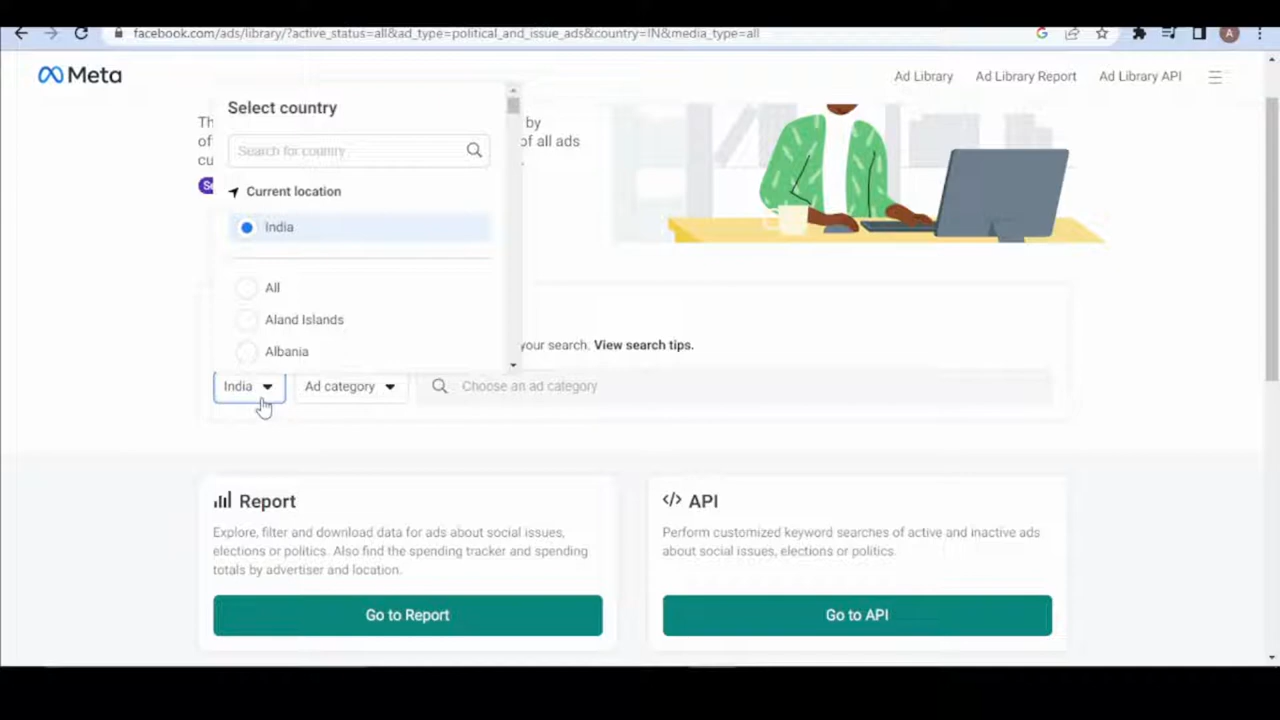 facebook.com/ads/library/?active_status=all&ad_type=political_and_issue_ads&country=IN&media_type=all
A
Meta
Ad Library
Ad Library Report
Ad Library API
Select country
Th
by
of
of all ads
cu
Search for country
Current location
India
All
Aland Islands
Albania
your search. View search tips.
India
Ad category
Choose an ad category
Report
Explore, filter and download data for ads about social issues,
elections or politics. Also find the spending tracker and spending
totals by advertiser and location.
Go to Report
</> API
Perform customized keyword searches of active and inactive ads
about social issues, elections or politics.
Go to API